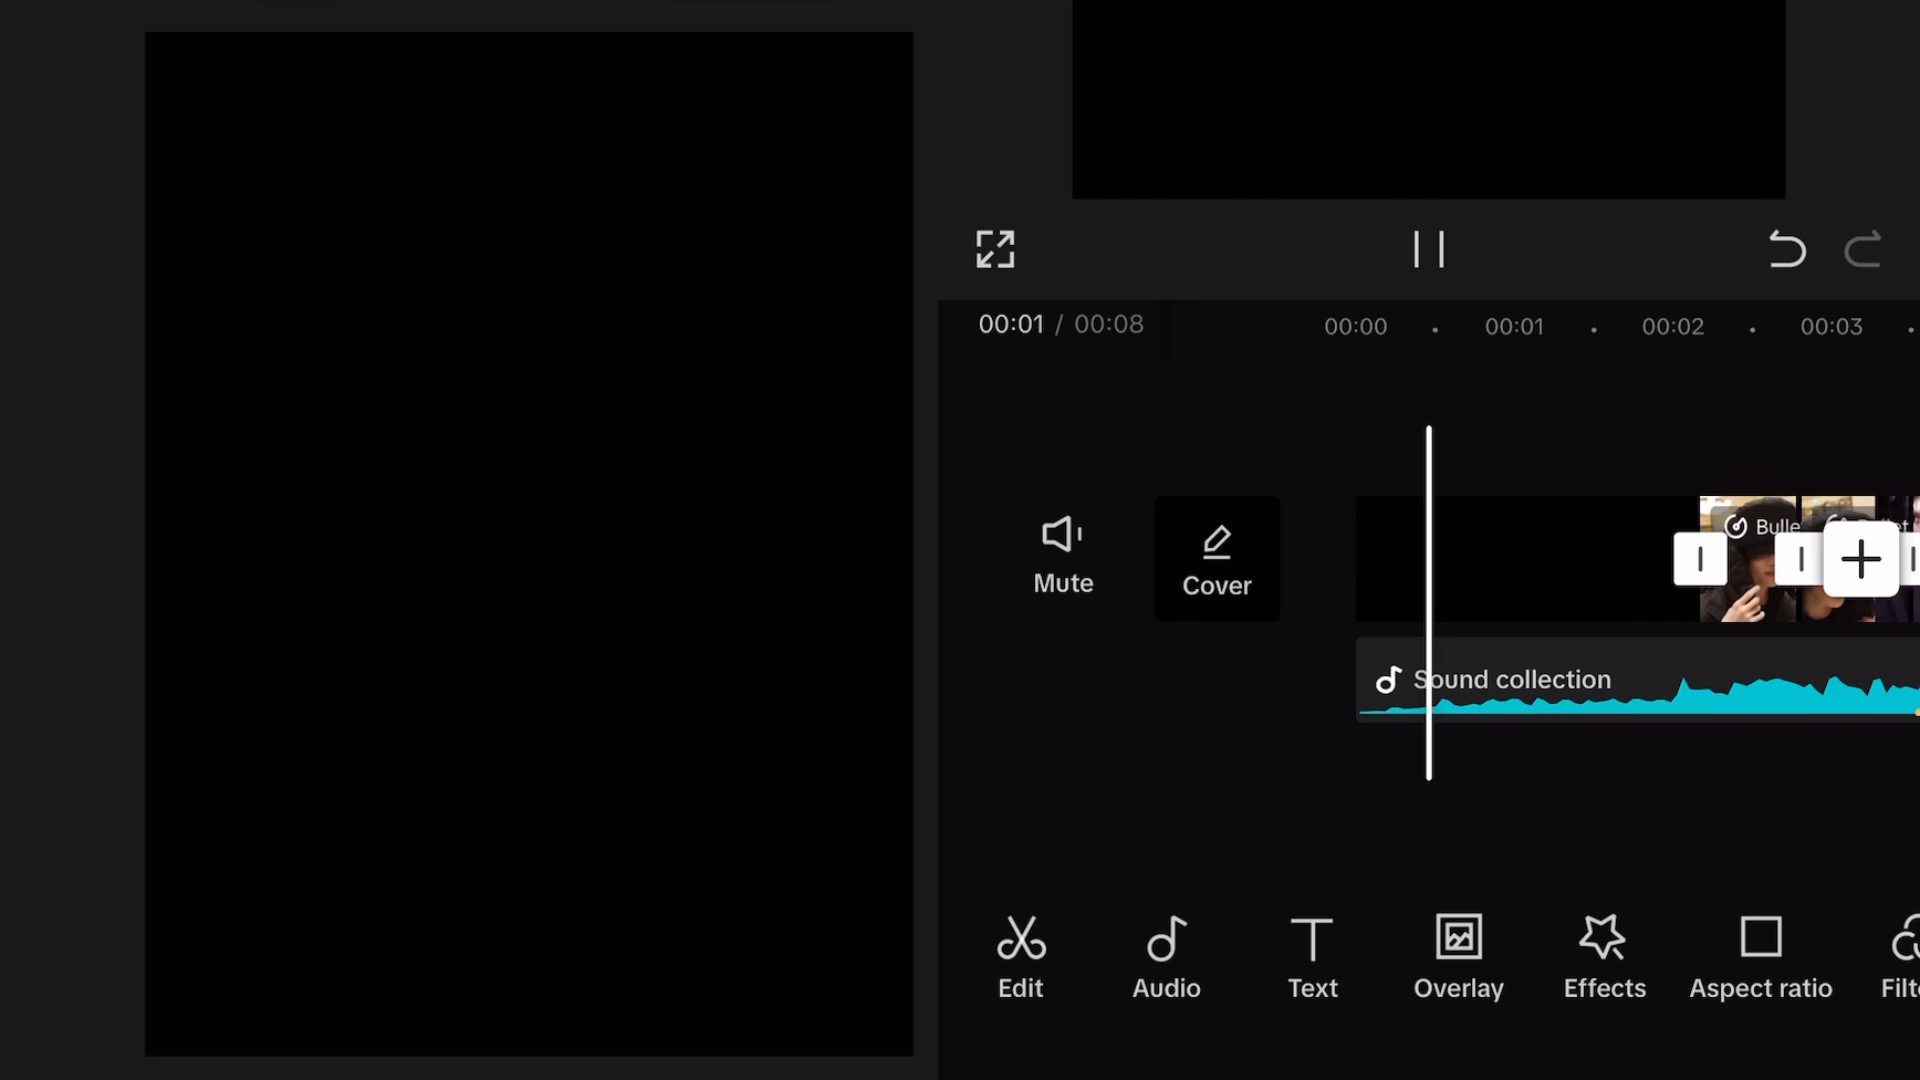 00:01 / 00:08
00:00 00:01 00:02 00:03
Bulle
Mute
Cover
Sound collection
Edit Audio Text Overlay Effects Aspect ratio Filt